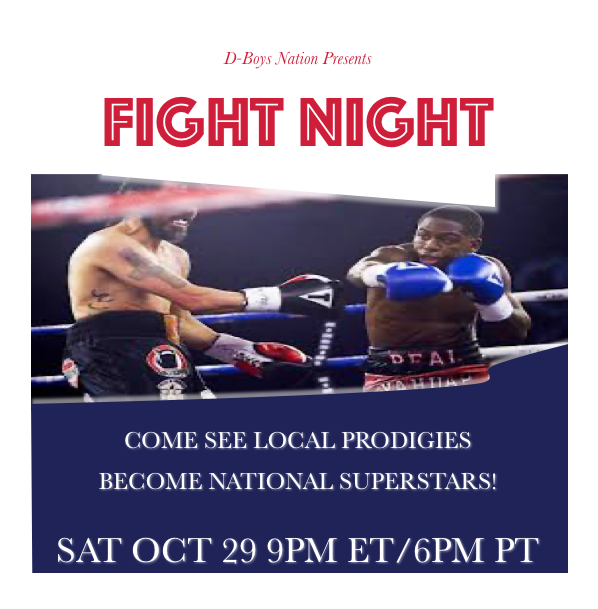 D-Boys Nation Presents
FIGHT NIGHT
REAL
COME SEE LOCAL PRODIGIES
BECOME NATIONAL SUPERSTARS!
SAT OCT 29 9PM ET/6PM PT